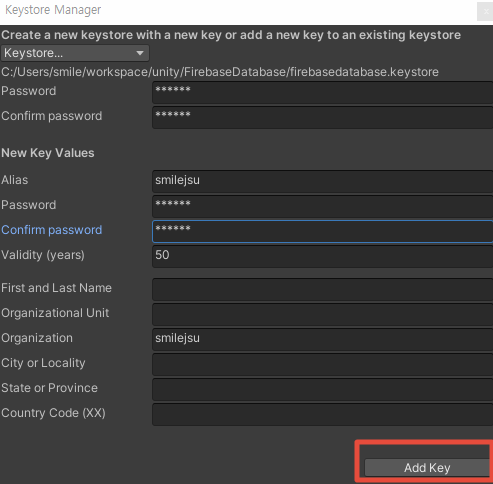 Keystore Manager
x
Create a new keystore with a new key or add a new key to an existing keystore
Keystore...
C:/Users/smile/workspace/unity/FirebaseDatabase/firebasedatabase.keystore
Password ******
Confirm password ******
New Key Values
Alias smilejsu
Password ******
Confirm password ******
Validity (years) 50
First and Last Name
Organizational Unit
Organization smilejsu
City or Locality
State or Province
Country Code (XX)
Add Key